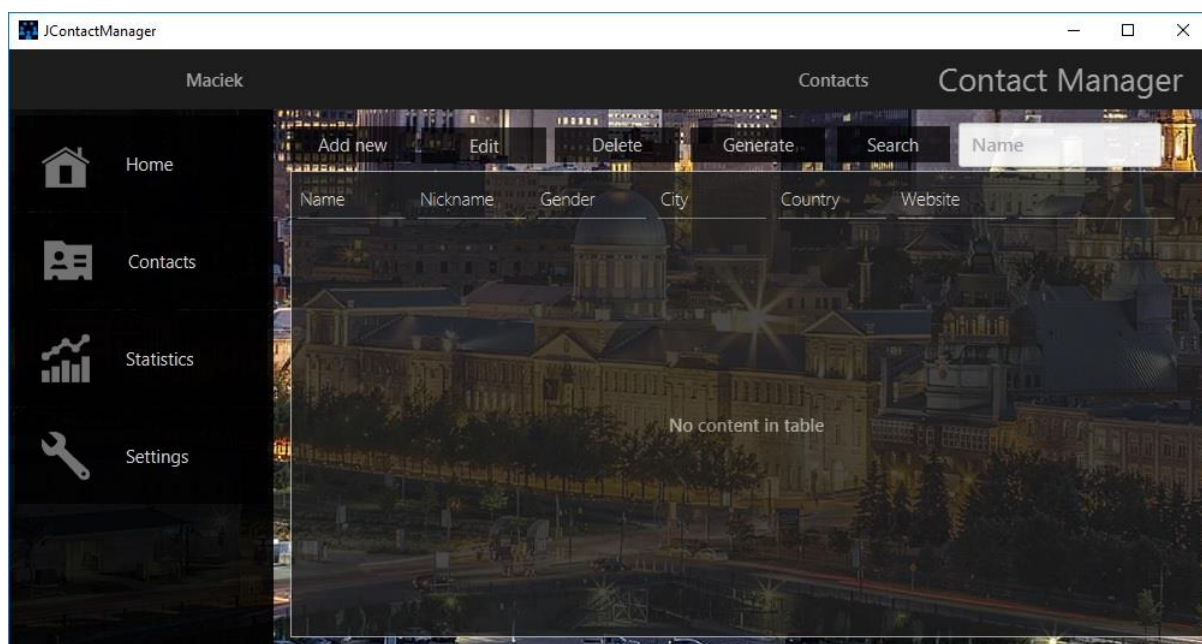 JContactManager
Maciek Contacts Contact Manager
Add new Edit Delete Generate Search Name
Name Nickname Gender City Country Website
Home
Contacts
Statistics
Settings
No content in table